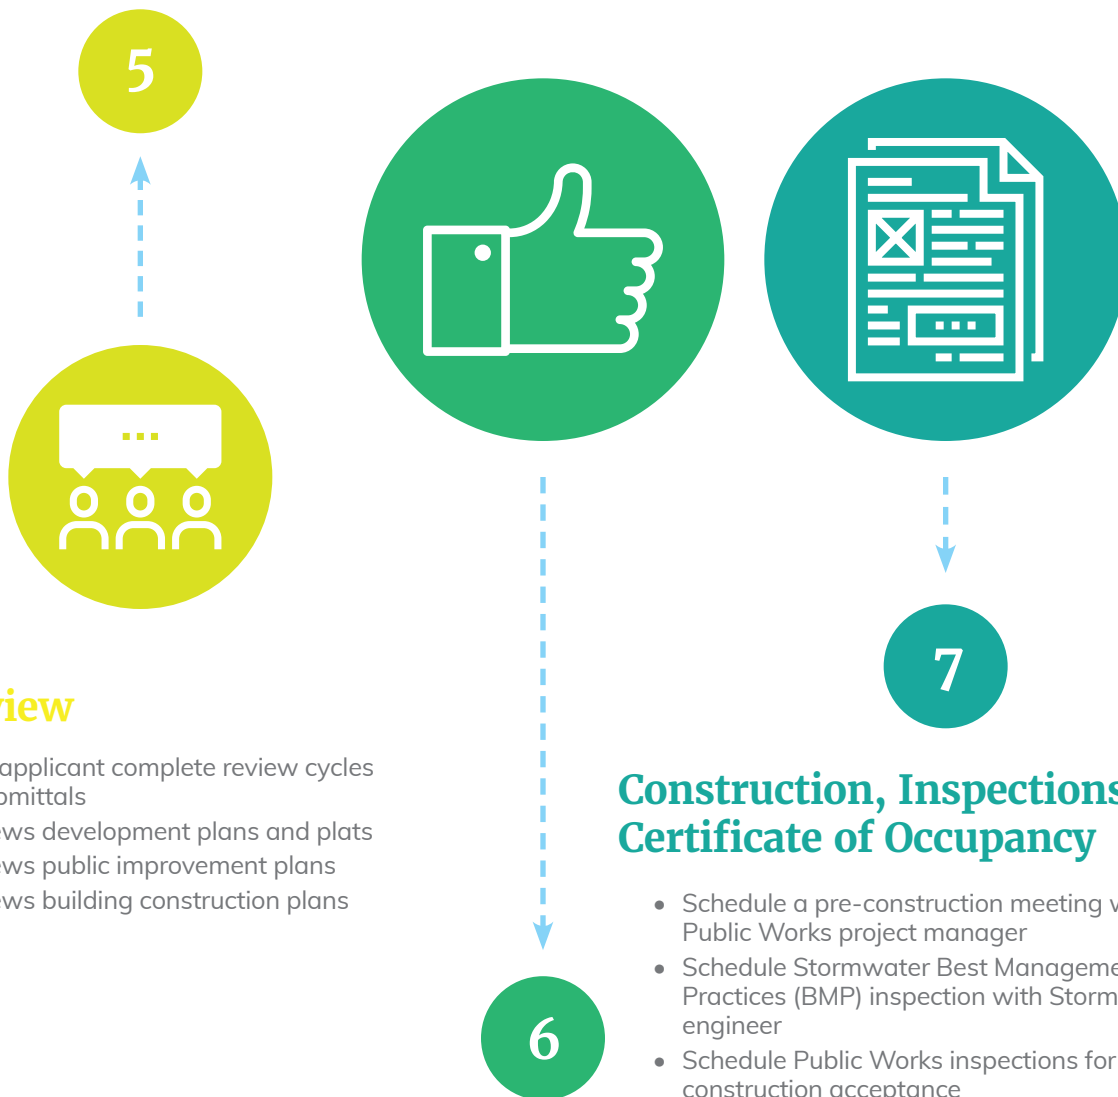 5
view
applicant complete review cycles
bmittals
ews development plans and plats
ews public improvement plans
ews building construction plans
6
7
Construction, Inspections
Certificate of Occupancy
• Schedule a pre-construction meeting w
Public Works project manager
• Schedule Stormwater Best Manageme
Practices (BMP) inspection with Storm
engineer
• Schedule Public Works inspections for
construction acceptance